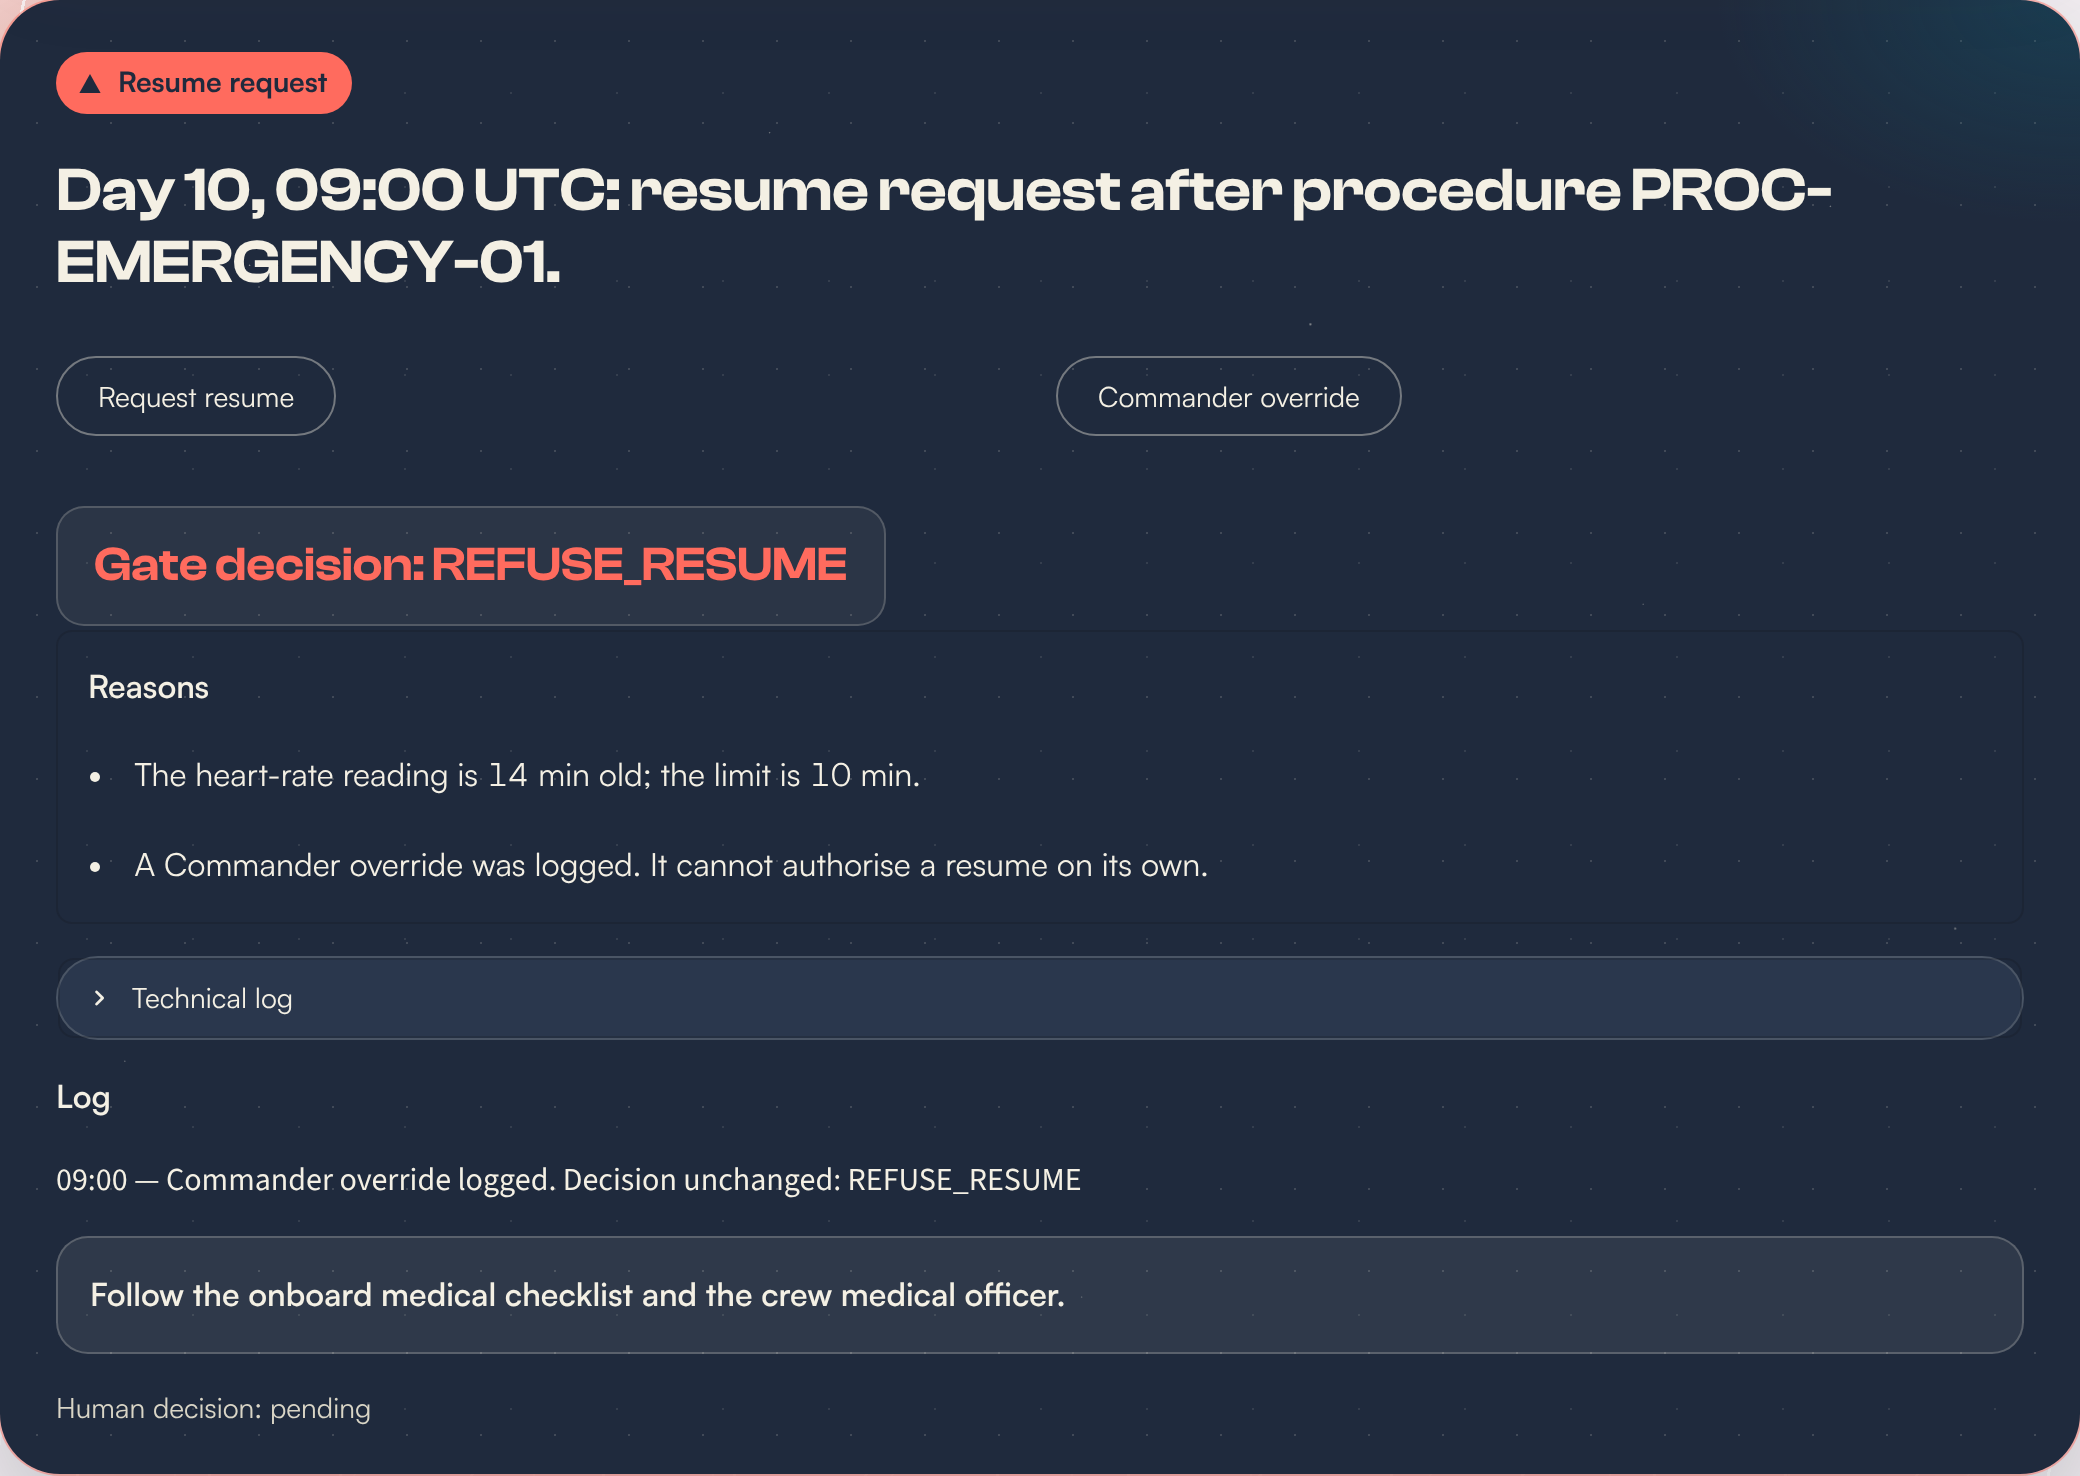 Resume request
Day 10, 09:00 UTC: resume request after procedure PROC-
EMERGENCY-01.
Request resume
Commander override
Gate decision: REFUSE_RESUME
Reasons
• The heart-rate reading is 14 min old; the limit is 10 min.
• A Commander override was logged. It cannot authorise a resume on its own.
Technical log
Log
09:00 — Commander override logged. Decision unchanged: REFUSE_RESUME
Follow the onboard medical checklist and the crew medical officer.
Human decision: pending